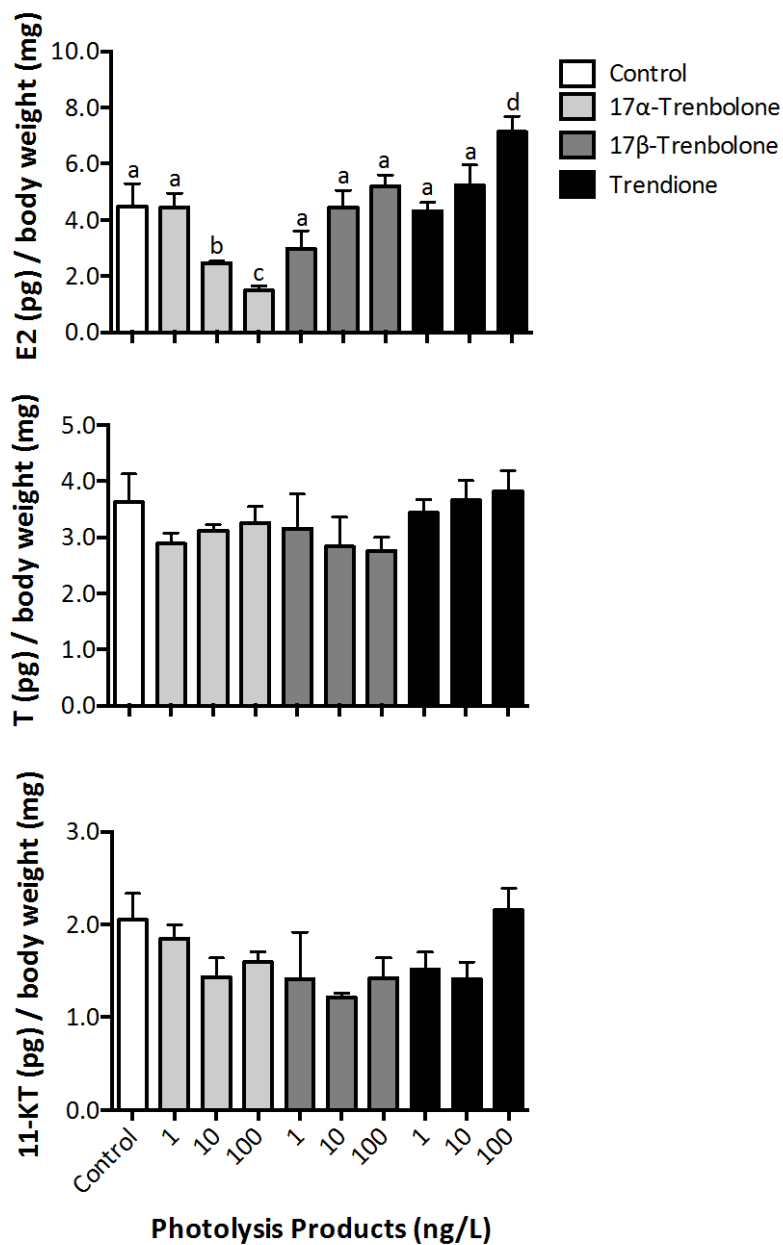 E2 (pg) / body weight (mg)
10.0
8.0
6.0
4.0
2.0
0.0
a
a
b
c
a
a
a
a
a
d
Control
17α-Trenbolone
17β-Trenbolone
Trendione
T (pg) / body weight (mg)
5.0
4.0
3.0
2.0
1.0
0.0
11-KT (pg) / body weight (mg)
3.0
2.0
1.0
0.0
Control
1
10
100
1
10
100
1
10
100
Photolysis Products (ng/L)